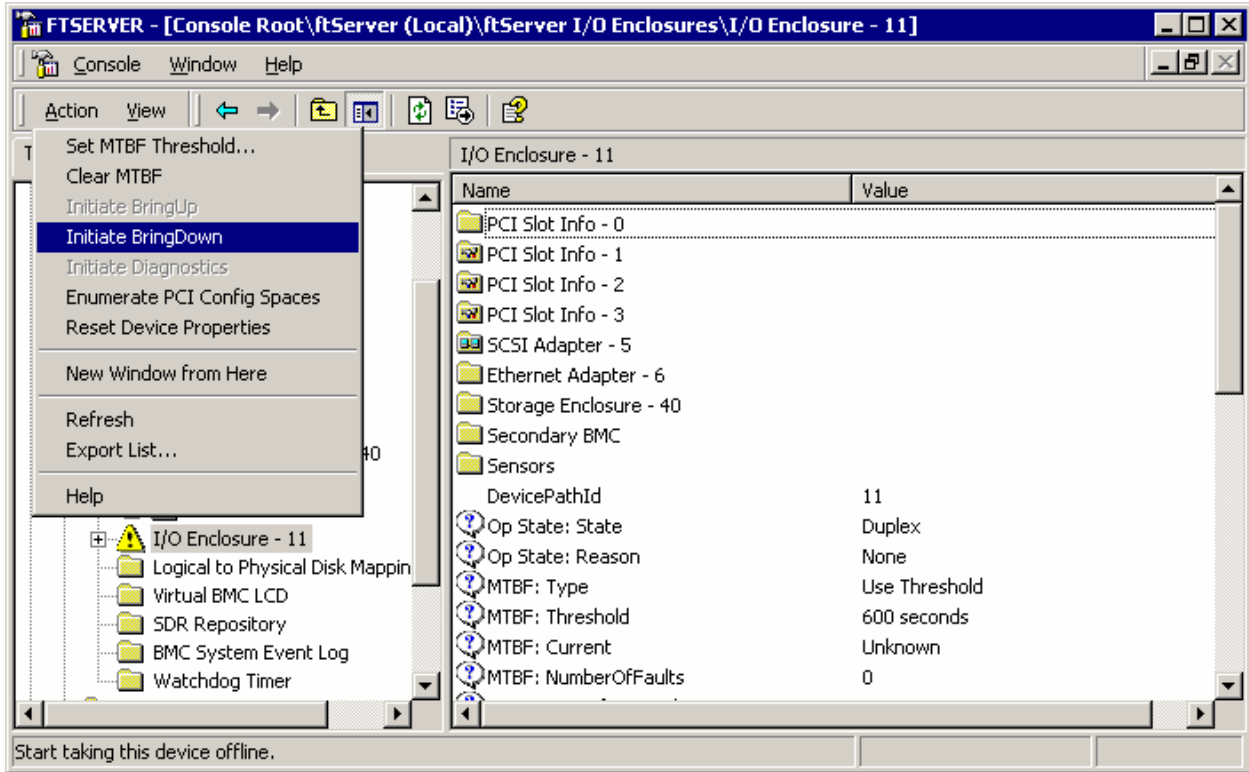 FTSERVER - [Console Root\ftServer (Local)\ftServer I/O Enclosures\I/O Enclosure - 11]
Console Window Help
Action View
Set MTBF Threshold...
Clear MTBF
Initiate BringUp
Initiate BringDown
Initiate Diagnostics
Enumerate PCI Config Spaces
Reset Device Properties
New Window from Here
Refresh
Export List...
Help
40
I/O Enclosure - 11
Logical to Physical Disk Mappin
Virtual BMC LCD
SDR Repository
BMC System Event Log
Watchdog Timer
I/O Enclosure - 11
Name Value
PCI Slot Info - 0
PCI Slot Info - 1
PCI Slot Info - 2
PCI Slot Info - 3
SCSI Adapter - 5
Ethernet Adapter - 6
Storage Enclosure - 40
Secondary BMC
Sensors
DevicePathId 11
Op State: State Duplex
Op State: Reason None
MTBF: Type Use Threshold
MTBF: Threshold 600 seconds
MTBF: Current Unknown
MTBF: NumberOfFaults 0
Start taking this device offline.